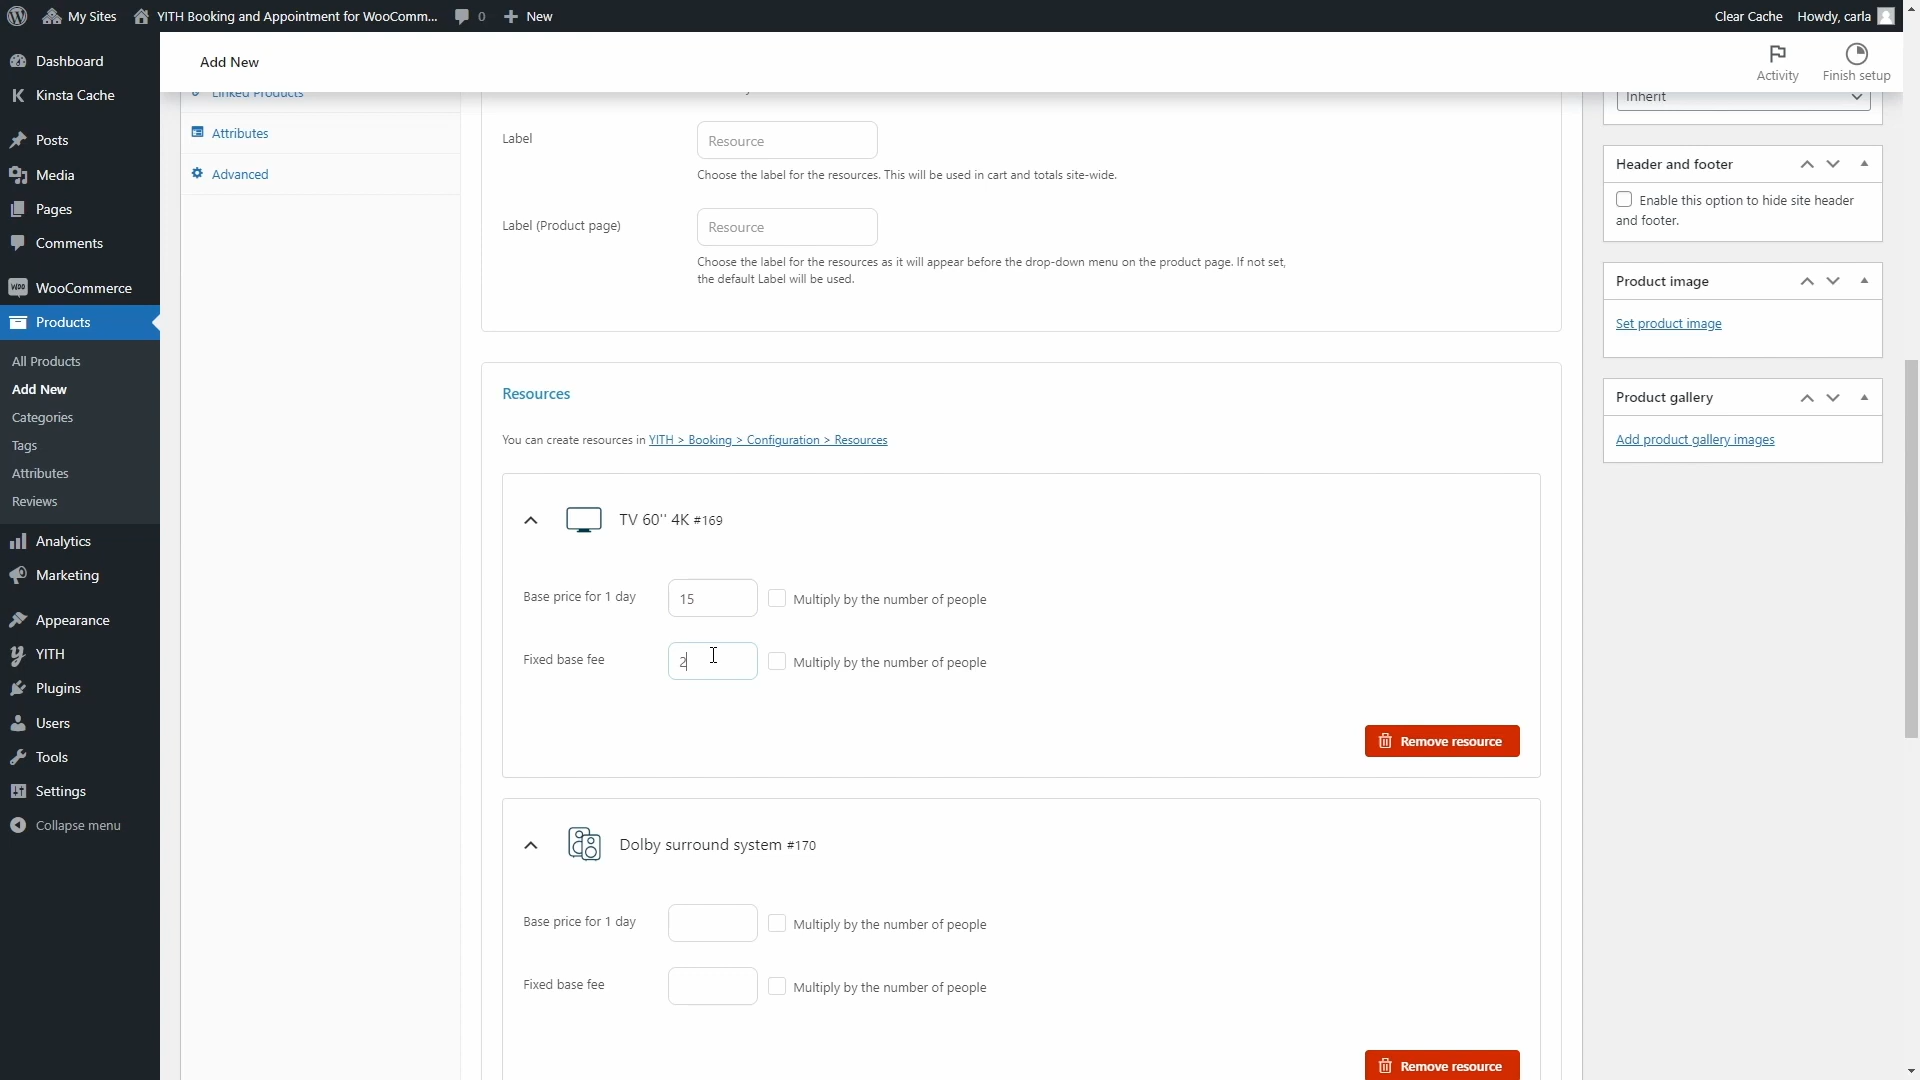 My Sites
YITH Booking and Appointment for WooComm...
0
New
Clear Cache
Howdy, carla
Dashboard
Kinsta Cache
Posts
Media
Pages
Comments
WooCommerce
Products
All Products
Add New
Categories
Tags
Attributes
Reviews
Analytics
Marketing
Appearance
YITH
Plugins
Users
Tools
Settings
Collapse menu
Add New
Activity
Finish setup
Linked Products
Attributes
Advanced
Label
Resource
Choose the label for the resources. This will be used in cart and totals site-wide.
Label (Product page)
Resource
Choose the label for the resources as it will appear before the drop-down menu on the product page. If not set,
the default Label will be used.
Resources
You can create resources in YITH > Booking > Configuration > Resources
TV 60'' 4K #169
Base price for 1 day
15
Multiply by the number of people
Fixed base fee
2
Multiply by the number of people
Remove resource
Dolby surround system #170
Base price for 1 day
Multiply by the number of people
Fixed base fee
Multiply by the number of people
Remove resource
Inherit
Header and footer
Enable this option to hide site header
and footer.
Product image
Set product image
Product gallery
Add product gallery images